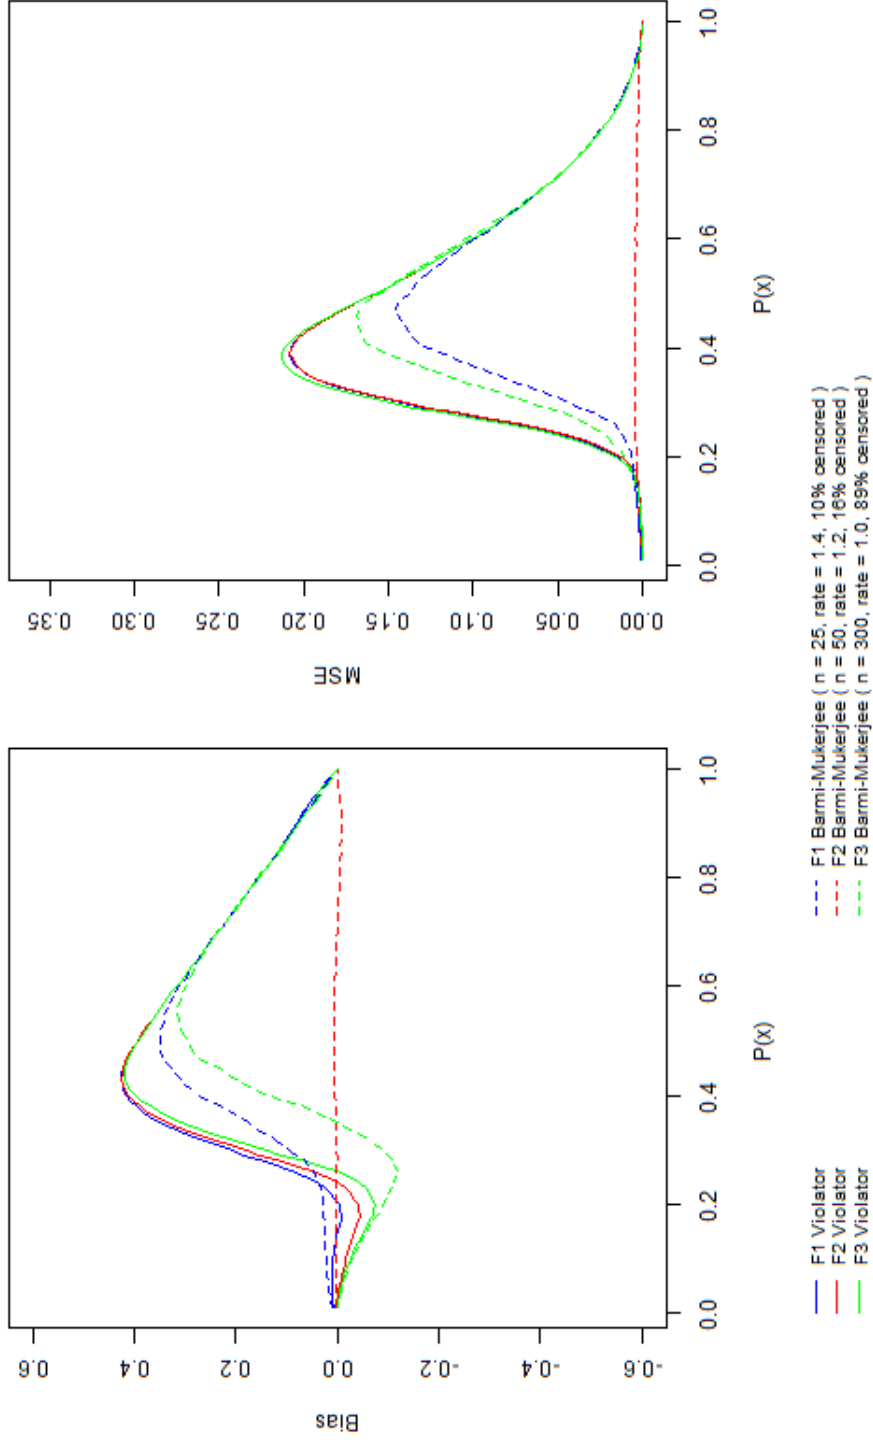 Bias
0.6
0.4
0.2
0.0
-0.2
-0.4
-0.6
0.0 0.2 0.4 0.6 0.8 1.0
P(x)
MSE
0.35
0.30
0.25
0.20
0.15
0.10
0.05
0.00
0.0 0.2 0.4 0.6 0.8 1.0
P(x)
F1 Violator
F2 Violator
F3 Violator
F1 Barmi-Mukerjee ( n = 25, rate = 1.4, 10% censored )
F2 Barmi-Mukerjee ( n = 50, rate = 1.2, 16% censored )
F3 Barmi-Mukerjee ( n = 300, rate = 1.0, 89% censored )